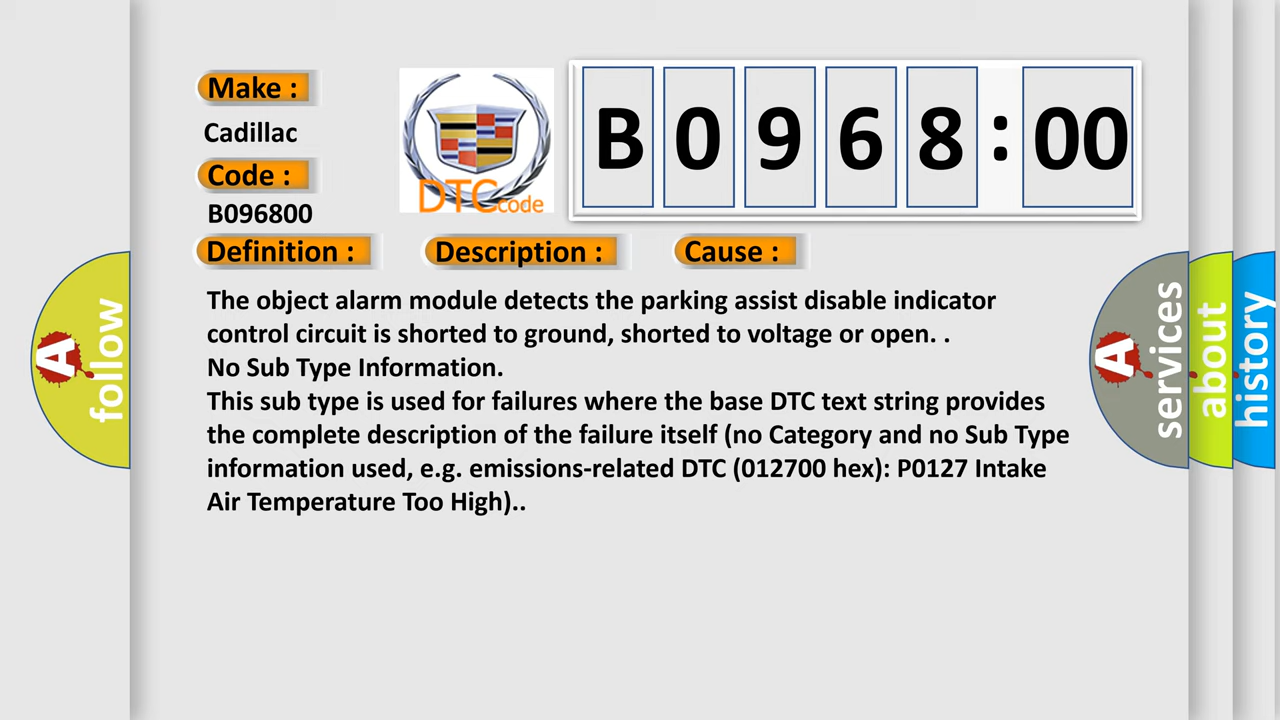 Make :
Cadillac
Code :
B096800
DTC code
B 0 9 6 8 : 00
Definition :
Description :
Cause :
The object alarm module detects the parking assist disable indicator
control circuit is shorted to ground, shorted to voltage or open. .
No Sub Type Information.
This sub type is used for failures where the base DTC text string provides
the complete description of the failure itself (no Category and no Sub Type
information used, e.g. emissions-related DTC (012700 hex): P0127 Intake
Air Temperature Too High)..
A follow
A services
about
history